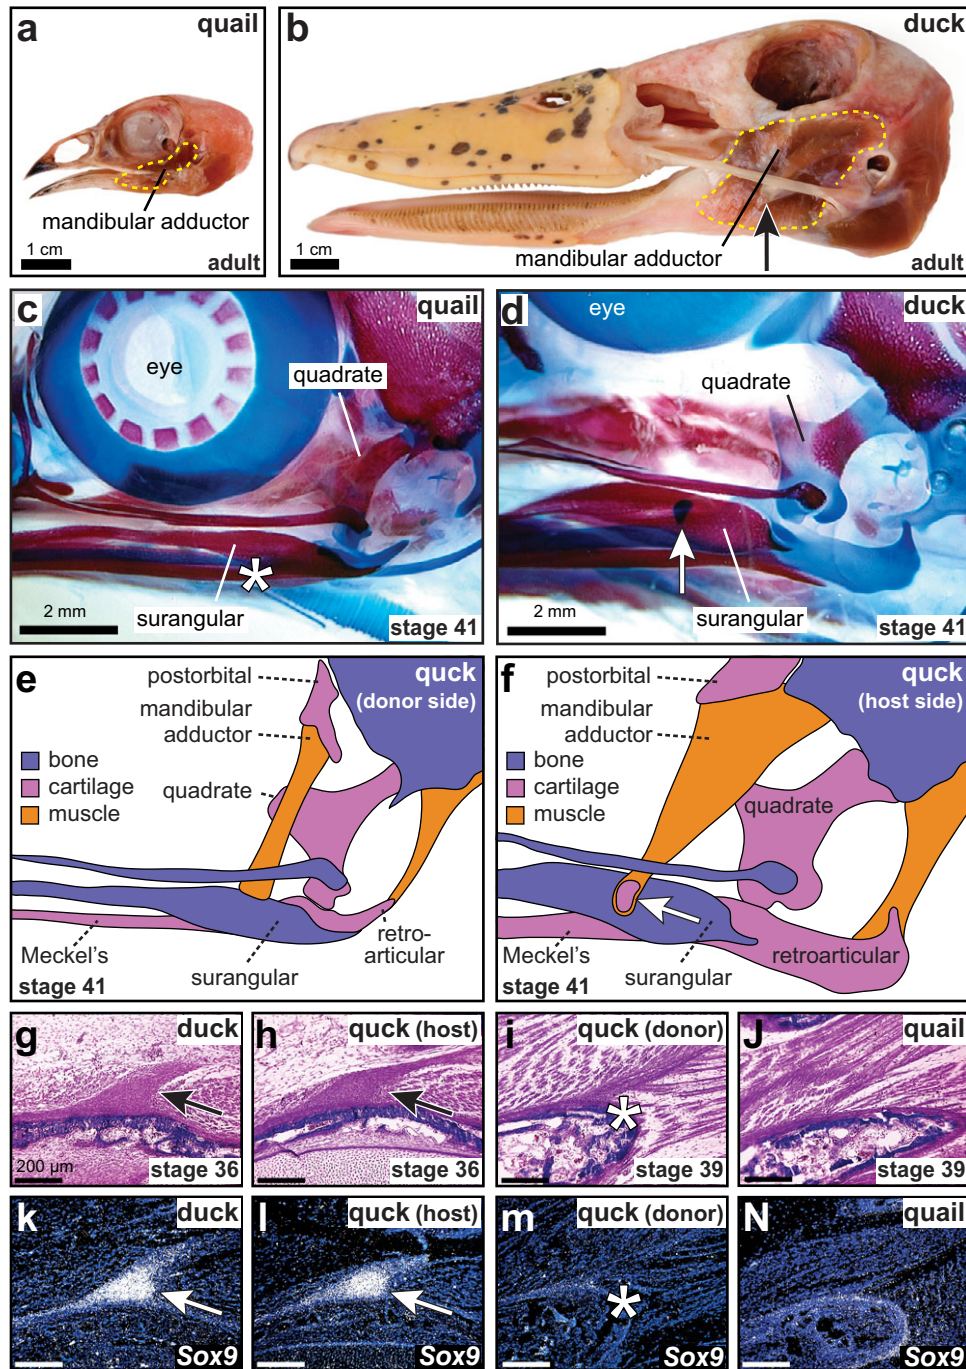 a
quail
mandibular adductor
1 cm
adult
b
duck
mandibular adductor
1 cm
adult
c
quail
eye
quadrate
surangular
2 mm
stage 41
d
duck
eye
quadrate
surangular
2 mm
stage 41
e
quck
(donor side)
postorbital
mandibular
adductor
bone
cartilage
muscle
quadrate
Meckel's
surangular
retro-
articular
stage 41
f
quck
(host side)
postorbital
mandibular
adductor
bone
cartilage
muscle
quadrate
Meckel's
surangular
retroarticular
stage 41
g
duck
200 µm
stage 36
h
quck (host)
stage 36
i
quck (donor)
stage 39
J
quail
stage 39
k
duck
Sox9
l
quck (host)
Sox9
m
quck (donor)
Sox9
N
quail
Sox9